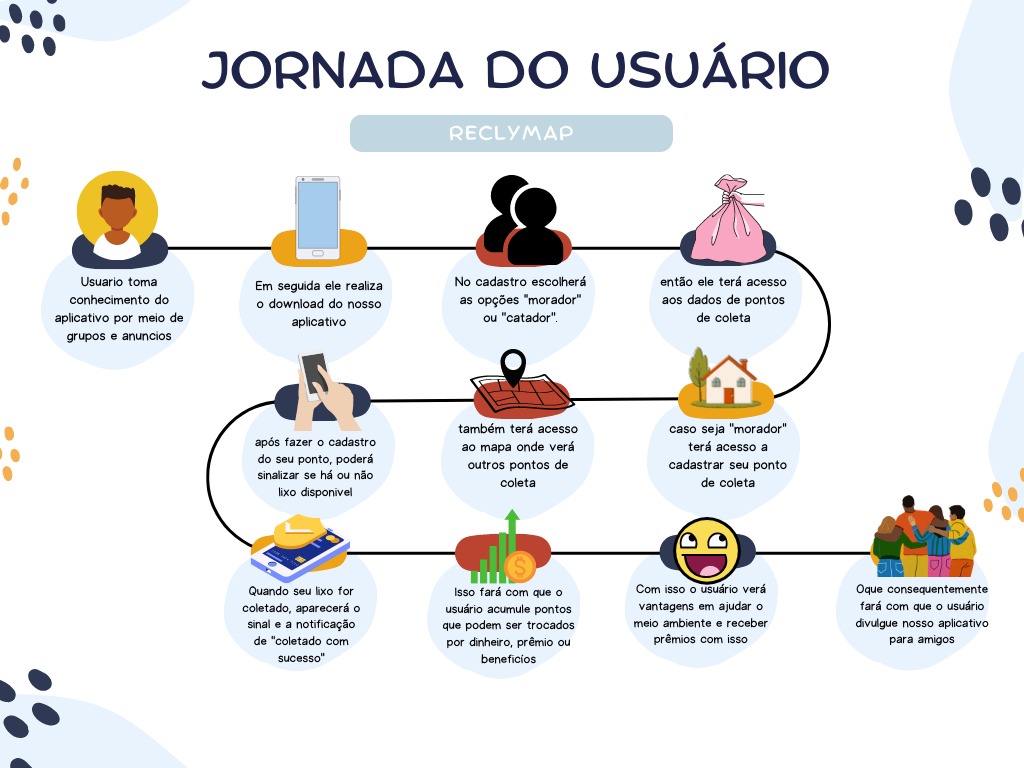 JORNADA DO USUÁRIO
RECLYMAP
Usuario toma
conhecimento do
aplicativo por meio de
grupos e anuncios
Em seguida ele realiza
o download do nosso
aplicativo
No cadastro escolherá
as opções "morador"
ou "catador".
então ele terá acesso
aos dados de pontos
de coleta
caso seja "morador"
terá acesso a
cadastrar seu ponto
de coleta
também terá acesso
ao mapa onde verá
outros pontos de
coleta
após fazer o cadastro
do seu ponto, poderá
sinalizar se há ou não
lixo disponivel
Quando seu lixo for
coletado, aparecerá o
sinal e a notificação
de "coletado com
sucesso"
Isso fará com que o
usuário acumule pontos
que podem ser trocados
por dinheiro, prêmio ou
beneficíos
Com isso o usuário verá
vantagens em ajudar o
meio ambiente e receber
prêmios com isso
Oque consequentemente
fará com que o usuário
divulgue nosso aplicativo
para amigos